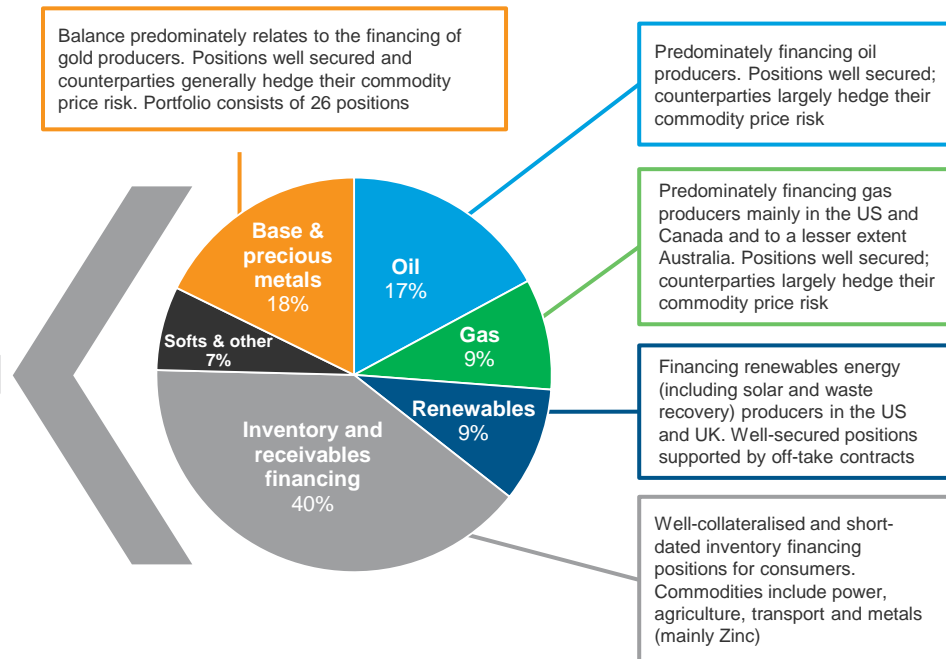 Balance predominately relates to the financing of
gold producers. Positions well secured and
counterparties generally hedge their commodity
price risk. Portfolio consists of 26 positions
Predominately financing oil
producers. Positions well secured;
counterparties largely hedge their
commodity price risk
Predominately financing gas
producers mainly in the US and
Canada and to a lesser extent
Australia. Positions well secured;
counterparties largely hedge their
commodity price risk
Financing renewables energy
(including solar and waste
recovery) producers in the US
and UK. Well-secured positions
supported by off-take contracts
Well-collateralised and short-
dated inventory financing
positions for consumers.
Commodities include power,
agriculture, transport and metals
(mainly Zinc)
Base &
precious
metals
18%
Oil
17%
Gas
9%
Softs & other
7%
Renewables
9%
Inventory and
receivables
financing
40%